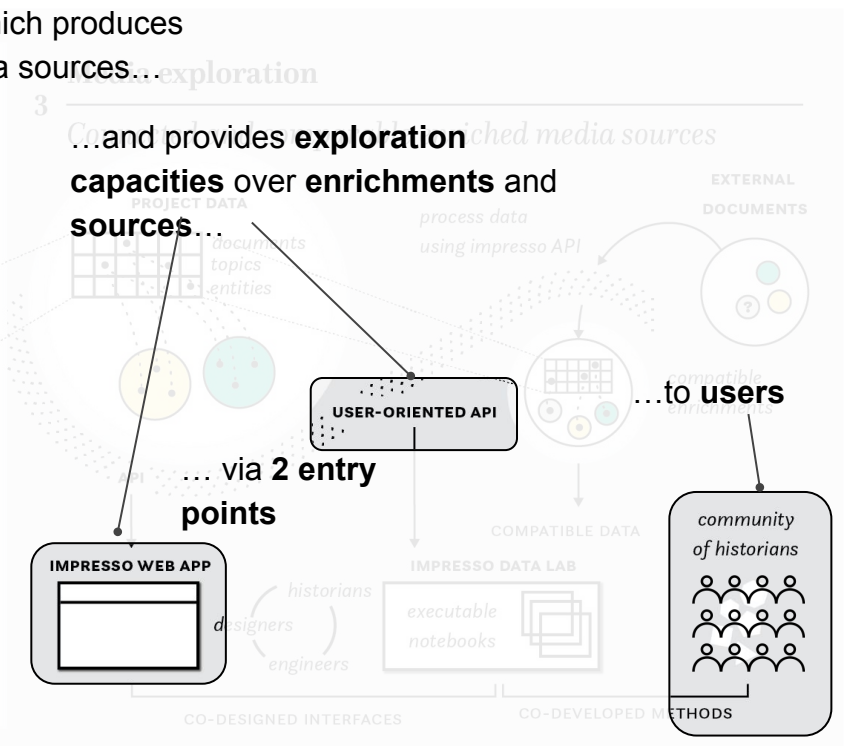 ich produces
a sources…
Media exploration
3
…and provides exploration
capacities over enrichments and
sources…
enriched media sources
PROJECT DATA
documents
topics
entities
process data
using impresso API
EXTERNAL
DOCUMENTS
?
compatible
enrichments
…to users
USER-ORIENTED API
API
… via 2 entry
points
COMPATIBLE DATA
community
of historians
IMPRESSO WEB APP
IMPRESSO DATA LAB
historians
designers
engineers
executable
notebooks
CO-DESIGNED INTERFACES
CO-DEVELOPED METHODS